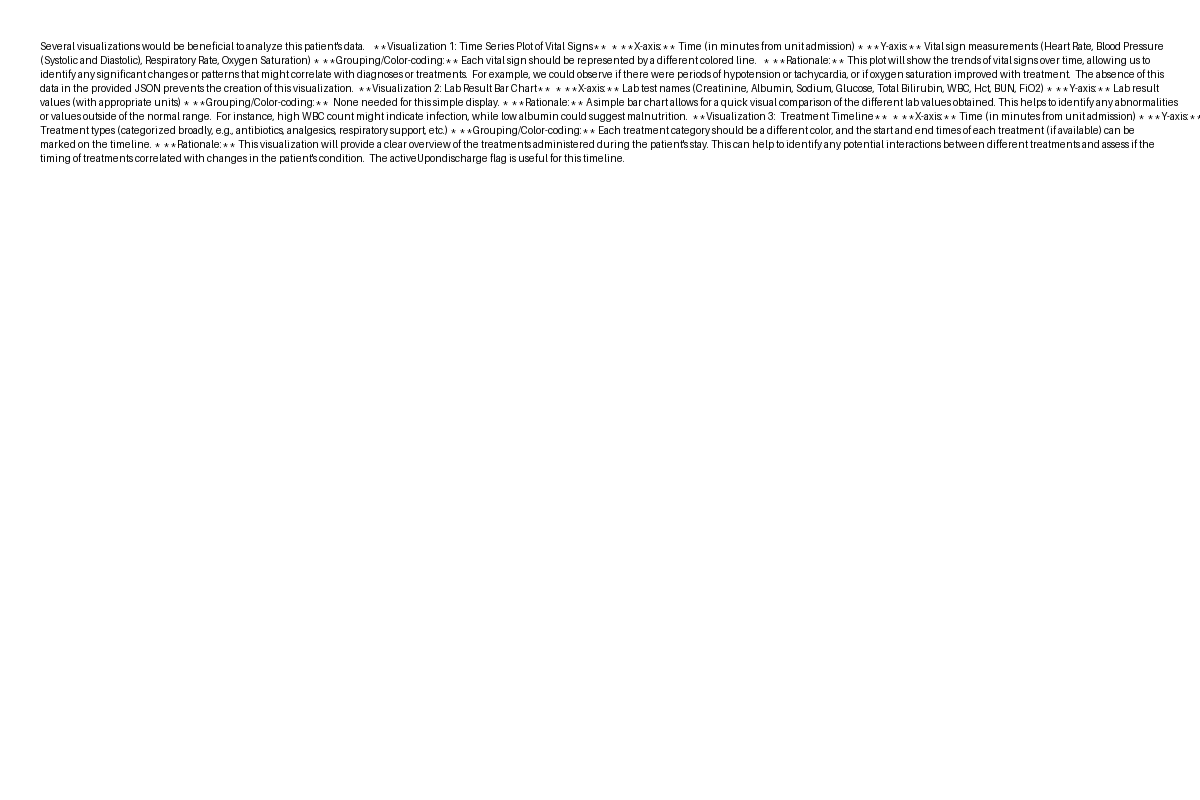 Several visualizations would be beneficial to analyze this patient's data.   **Visualization 1: Time Series Plot of Vital Signs**  * **X-axis:** Time (in minutes from unit admission) * **Y-axis:** Vital sign measurements (Heart Rate, Blood Pressure
(Systolic and Diastolic), Respiratory Rate, Oxygen Saturation) * **Grouping/Color-coding:** Each vital sign should be represented by a different colored line.  * **Rationale:** This plot will show the trends of vital signs over time, allowing us to
identify any significant changes or patterns that might correlate with diagnoses or treatments.  For example, we could observe if there were periods of hypotension or tachycardia, or if oxygen saturation improved with treatment.  The absence of this
data in the provided JSON prevents the creation of this visualization.  **Visualization 2: Lab Result Bar Chart**  * **X-axis:** Lab test names (Creatinine, Albumin, Sodium, Glucose, Total Bilirubin, WBC, Hct, BUN, FiO2) * **Y-axis:** Lab result
values (with appropriate units) * **Grouping/Color-coding:**  None needed for this simple display. * **Rationale:** A simple bar chart allows for a quick visual comparison of the different lab values obtained. This helps to identify any abnormalities
or values outside of the normal range.  For instance, high WBC count might indicate infection, while low albumin could suggest malnutrition.  **Visualization 3:  Treatment Timeline**  * **X-axis:** Time (in minutes from unit admission) * **Y-axis:**
Treatment types (categorized broadly, e.g., antibiotics, analgesics, respiratory support, etc.) * **Grouping/Color-coding:** Each treatment category should be a different color, and the start and end times of each treatment (if available) can be
marked on the timeline. * **Rationale:** This visualization will provide a clear overview of the treatments administered during the patient's stay. This can help to identify any potential interactions between different treatments and assess if the
timing of treatments correlated with changes in the patient's condition.  The activeUpondischarge flag is useful for this timeline.